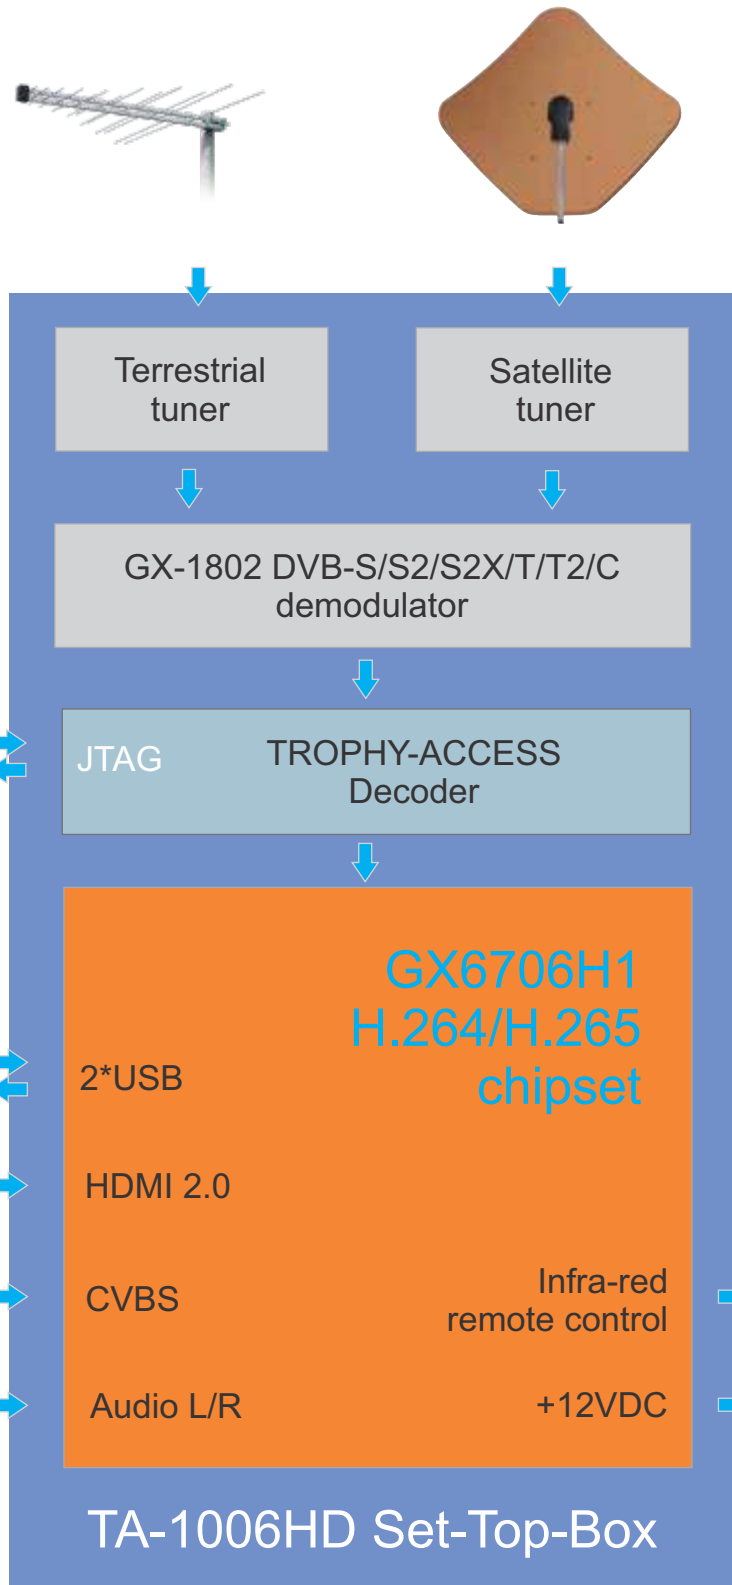 Terrestrial
tuner
Satellite
tuner
GX-1802 DVB-S/S2/S2X/T/T2/C
demodulator
JTAG
TROPHY-ACCESS
Decoder
GX6706H1
H.264/H.265
chipset
2*USB
HDMI 2.0
CVBS
Infra-red
remote control
Audio L/R
+12VDC
TA-1006HD Set-Top-Box